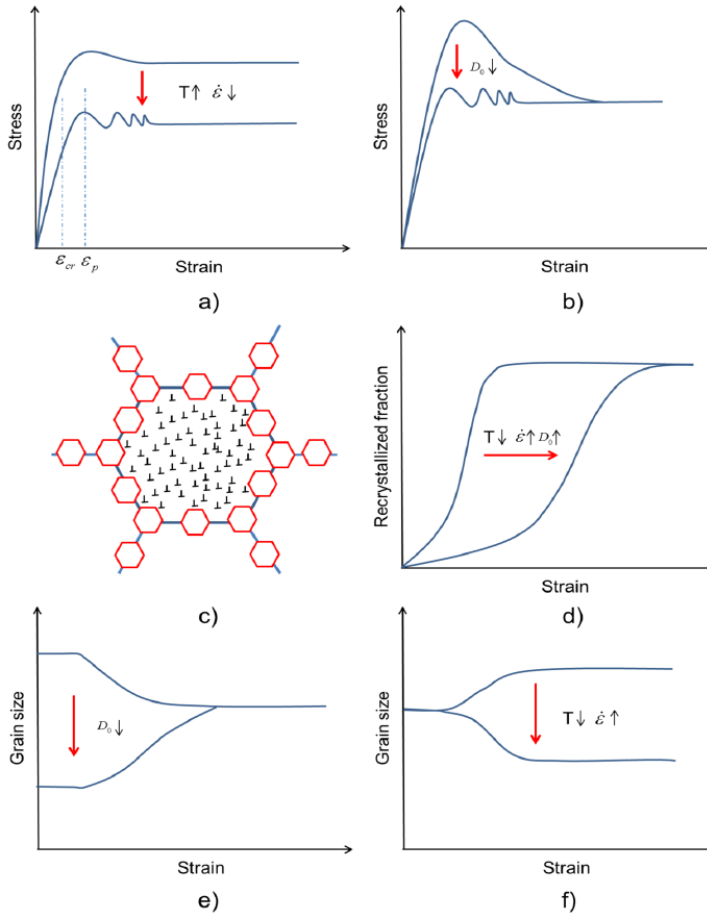 Stress
T↑ ε̇↓
ε_cr ε_p
Strain
a)
Stress
D₀↓
Strain
b)
c)
Recrystallized fraction
T↓ ε̇↑ D₀↑
Strain
d)
Grain size
D₀↓
Strain
e)
Grain size
T↓ ε̇↑
Strain
f)